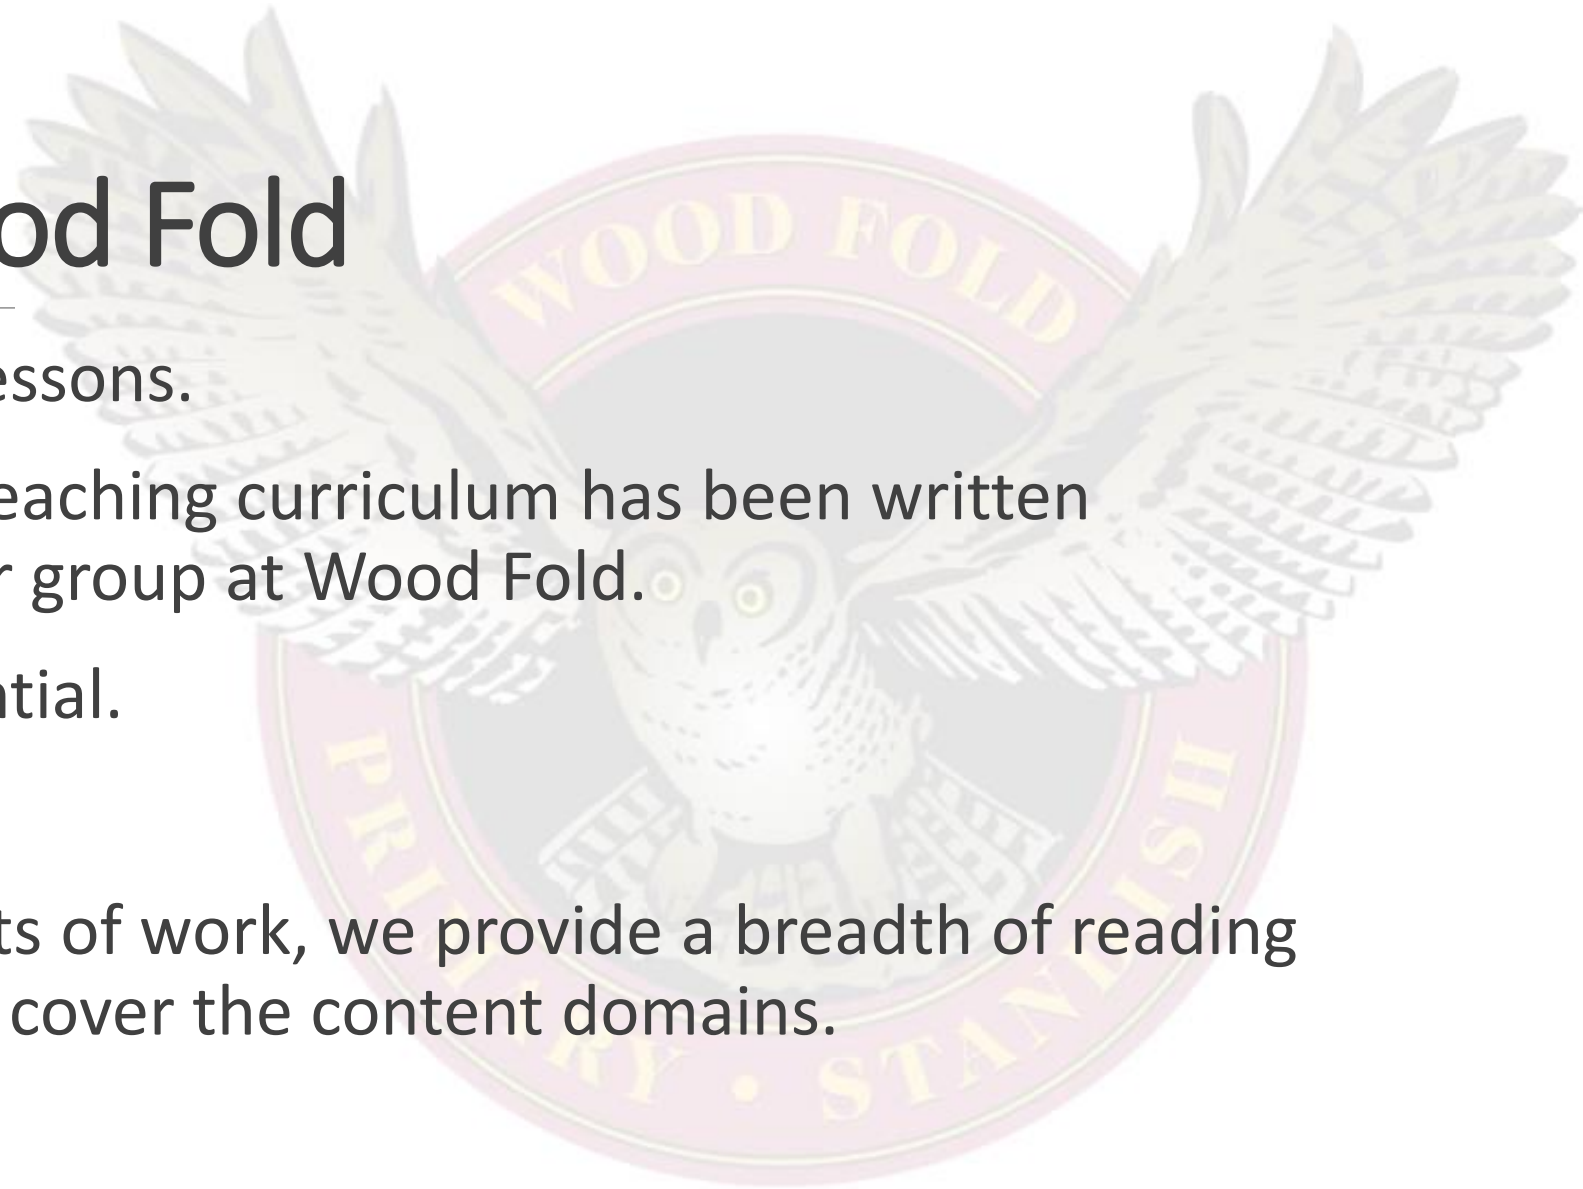 od Fold
essons.
eaching curriculum has been written
r group at Wood Fold.
ntial.
ts of work, we provide a breadth of reading
cover the content domains.
WOOD FOLD
PRIMARY • STANDISH